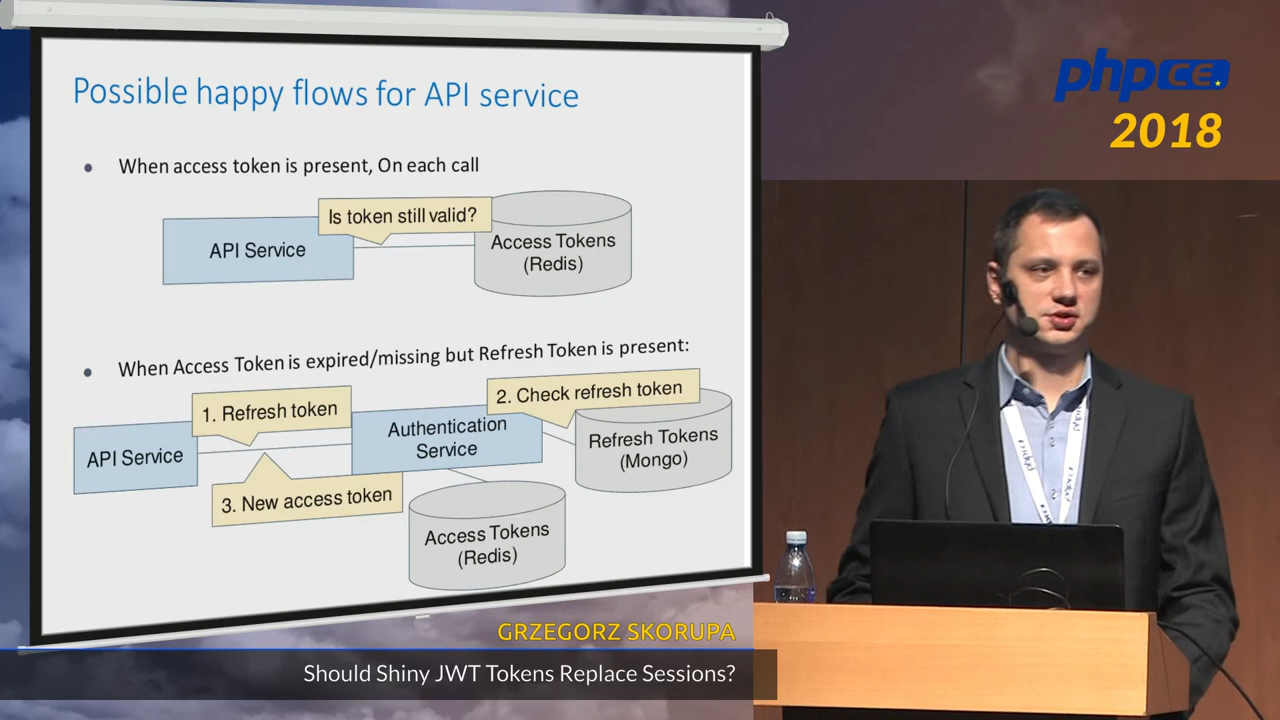 Possible happy flows for API service
When access token is present, On each call
Is token still valid?
API Service
Access Tokens
(Redis)
When Access Token is expired/missing but Refresh Token is present:
1. Refresh token
2. Check refresh token
API Service
Authentication
Service
Refresh Tokens
(Mongo)
3. New access token
Access Tokens
(Redis)
phpCE.
2018
GRZEGORZ SKORUPA
Should Shiny JWT Tokens Replace Sessions?